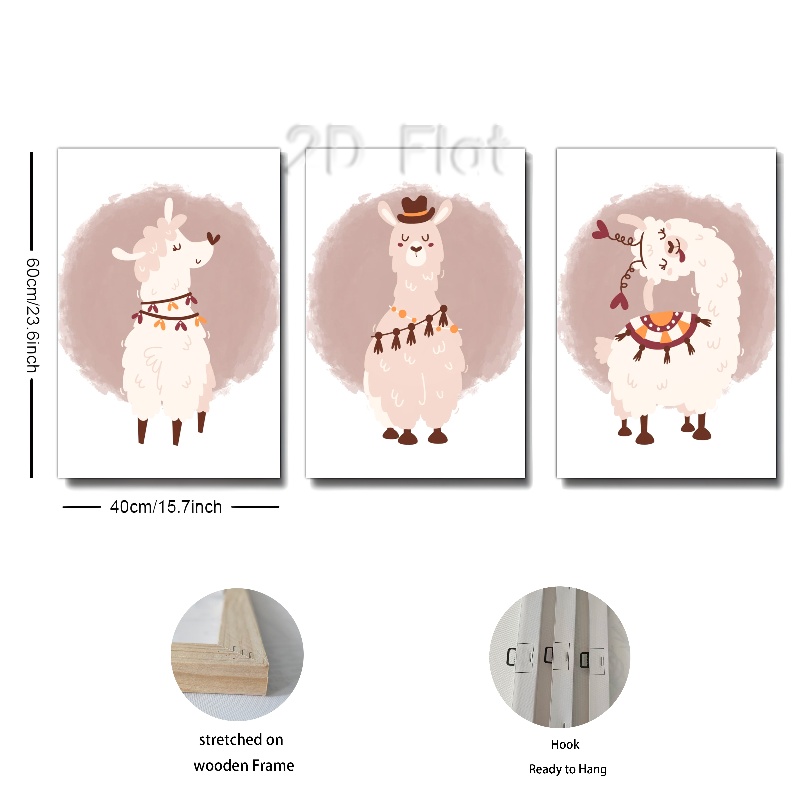 2D Flat
60cm/23.6inch
40cm/15.7inch
stretched on
wooden Frame
Hook
Ready to Hang